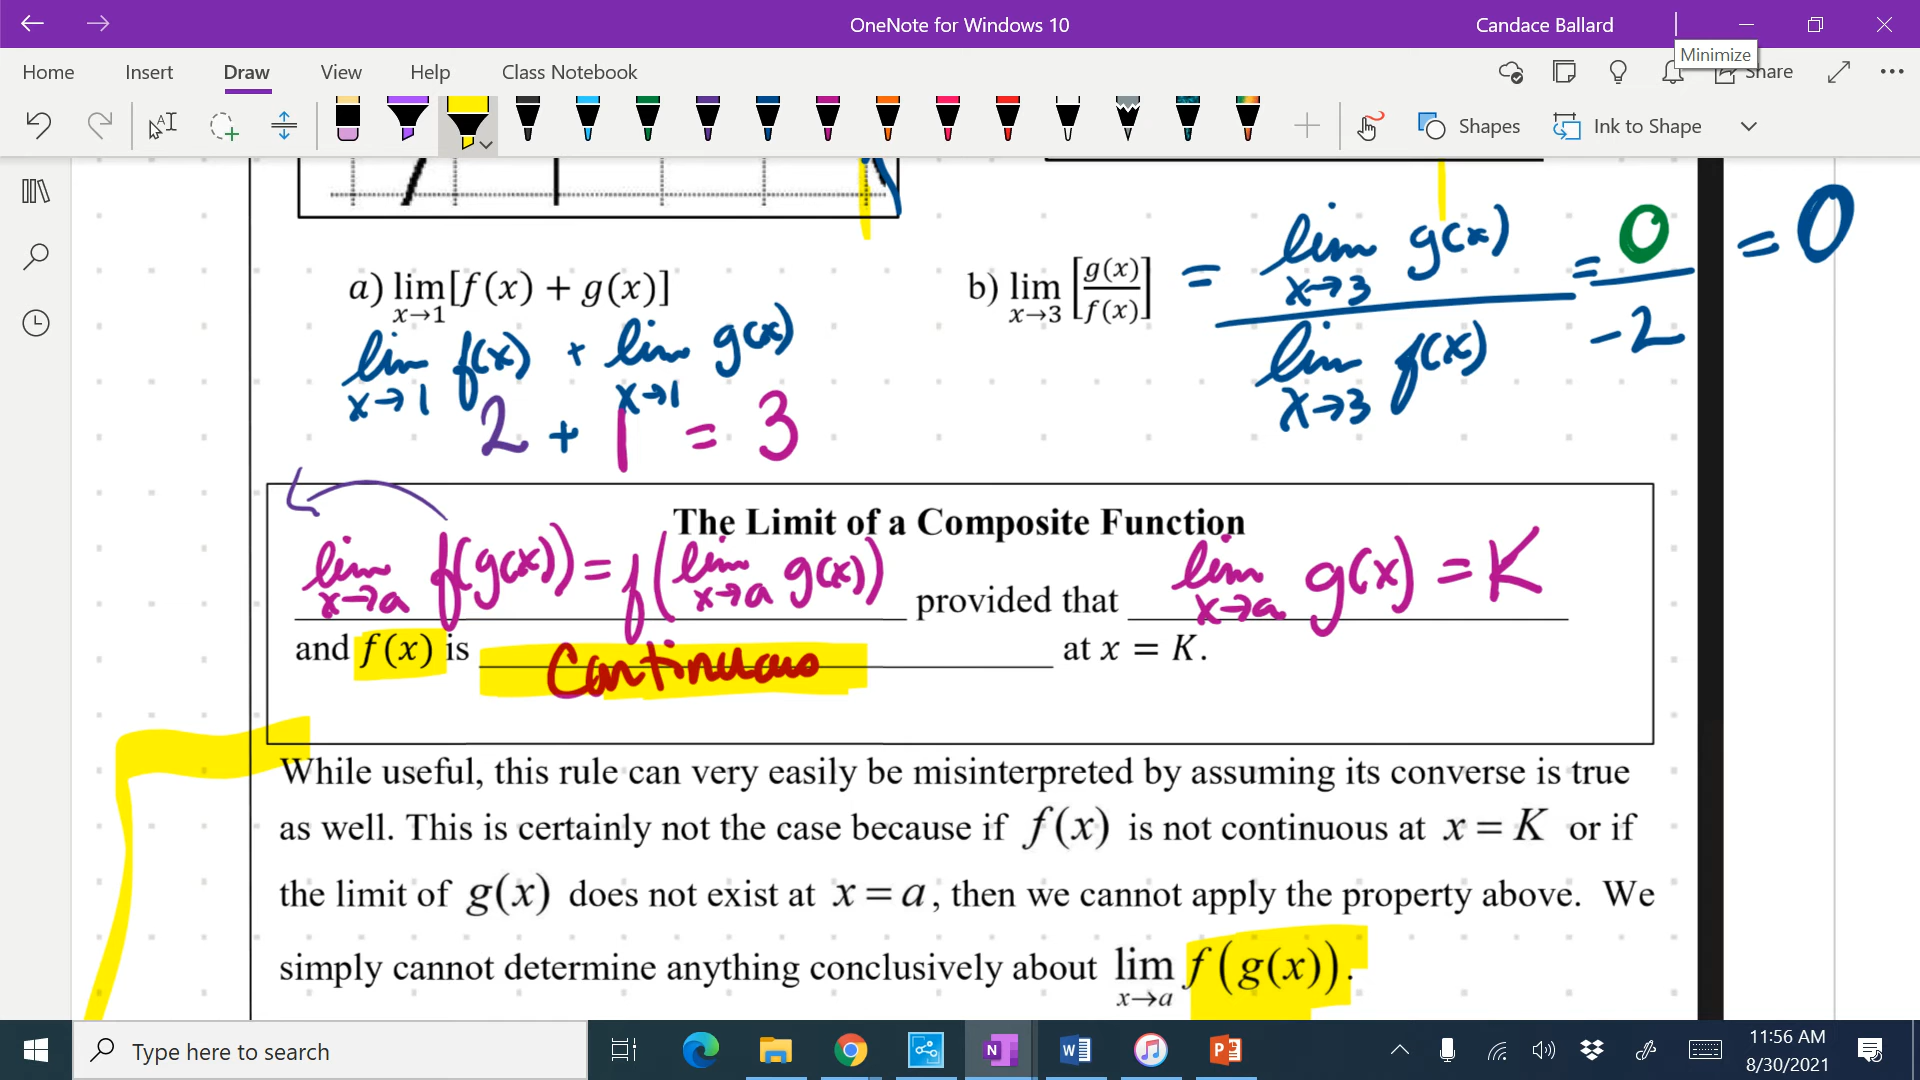 OneNote for Windows 10
Candace Ballard
Minimize
Home Insert Draw View Help Class Notebook
Share
Shapes
Ink to Shape
a) lim x→1 [f(x) + g(x)]
lim x→1 f(x) + lim x→1 g(x)
2 + 1 = 3
b) lim x→3 [g(x)/f(x)] = lim x→3 g(x) / lim x→3 f(x) = 0/-2 = 0
The Limit of a Composite Function
lim x→a f(g(x)) = f(lim x→a g(x)) provided that lim x→a g(x) = K
and f(x) is Continuous at x = K.
While useful, this rule can very easily be misinterpreted by assuming its converse is true
as well. This is certainly not the case because if f(x) is not continuous at x = K or if
the limit of g(x) does not exist at x = a, then we cannot apply the property above. We
simply cannot determine anything conclusively about lim x→a f(g(x)).
Type here to search
11:56 AM
8/30/2021